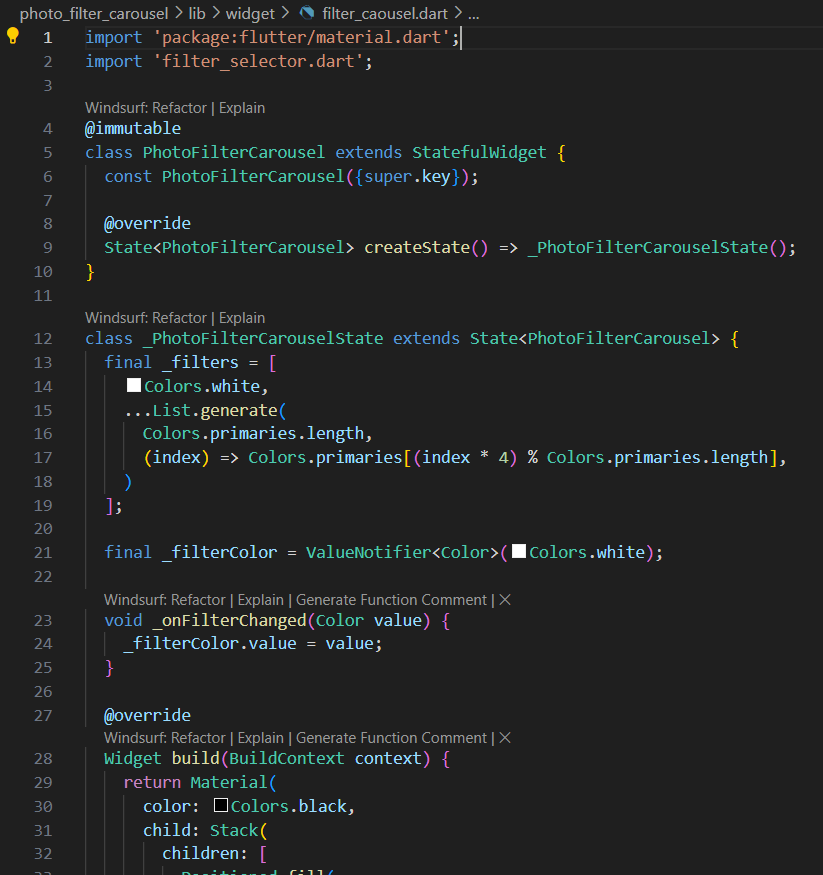 photo_filter_carousel > lib > widget > filter_caousel.dart > ...
1 import 'package:flutter/material.dart';
2 import 'filter_selector.dart';
3
Windsurf: Refactor | Explain
4 @immutable
5 class PhotoFilterCarousel extends StatefulWidget {
6   const PhotoFilterCarousel({super.key});
7
8   @override
9   State<PhotoFilterCarousel> createState() => _PhotoFilterCarouselState();
10 }
11
Windsurf: Refactor | Explain
12 class _PhotoFilterCarouselState extends State<PhotoFilterCarousel> {
13   final _filters = [
14     Colors.white,
15     ...List.generate(
16       Colors.primaries.length,
17       (index) => Colors.primaries[(index * 4) % Colors.primaries.length],
18     )
19   ];
20
21   final _filterColor = ValueNotifier<Color>(Colors.white);
22
Windsurf: Refactor | Explain | Generate Function Comment | ×
23   void _onFilterChanged(Color value) {
24     _filterColor.value = value;
25   }
26
27   @override
Windsurf: Refactor | Explain | Generate Function Comment | ×
28   Widget build(BuildContext context) {
29     return Material(
30       color: Colors.black,
31       child: Stack(
32         children: [
33           Positioned.fill(